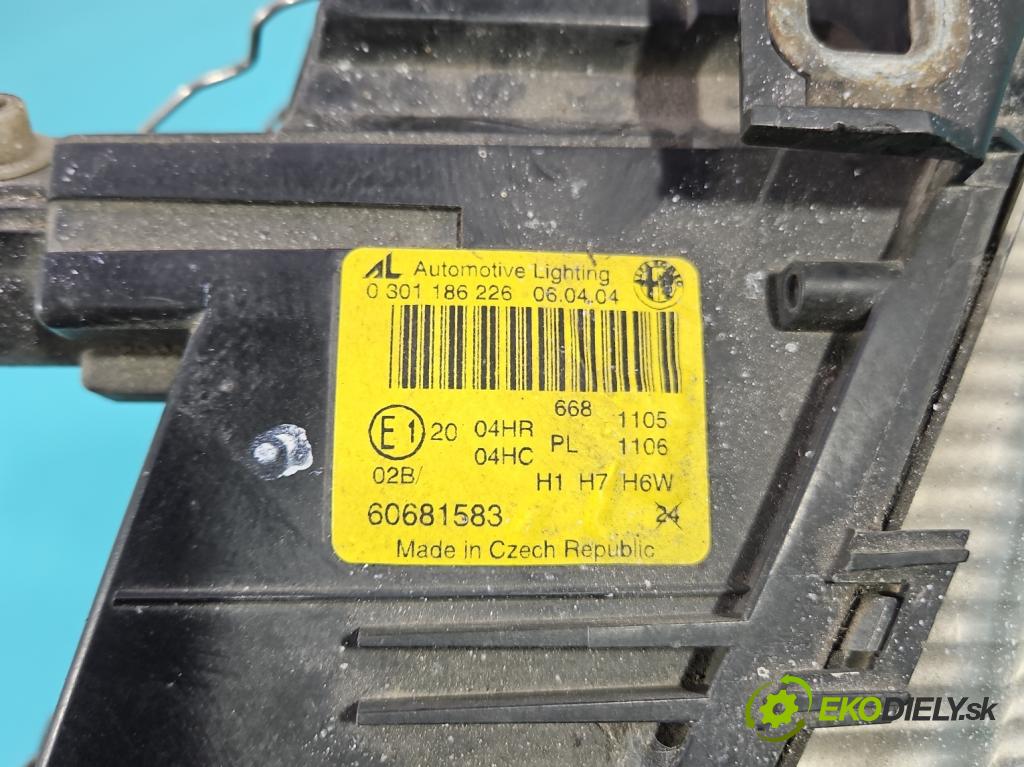 AL Automotive Lighting
0 301 186 226 06.04.04
668 1105
E1 20 04HR PL 1106
04HC
02B/ H1 H7 H6W
60681583 24
Made in Czech Republic
EKODIELY.sk